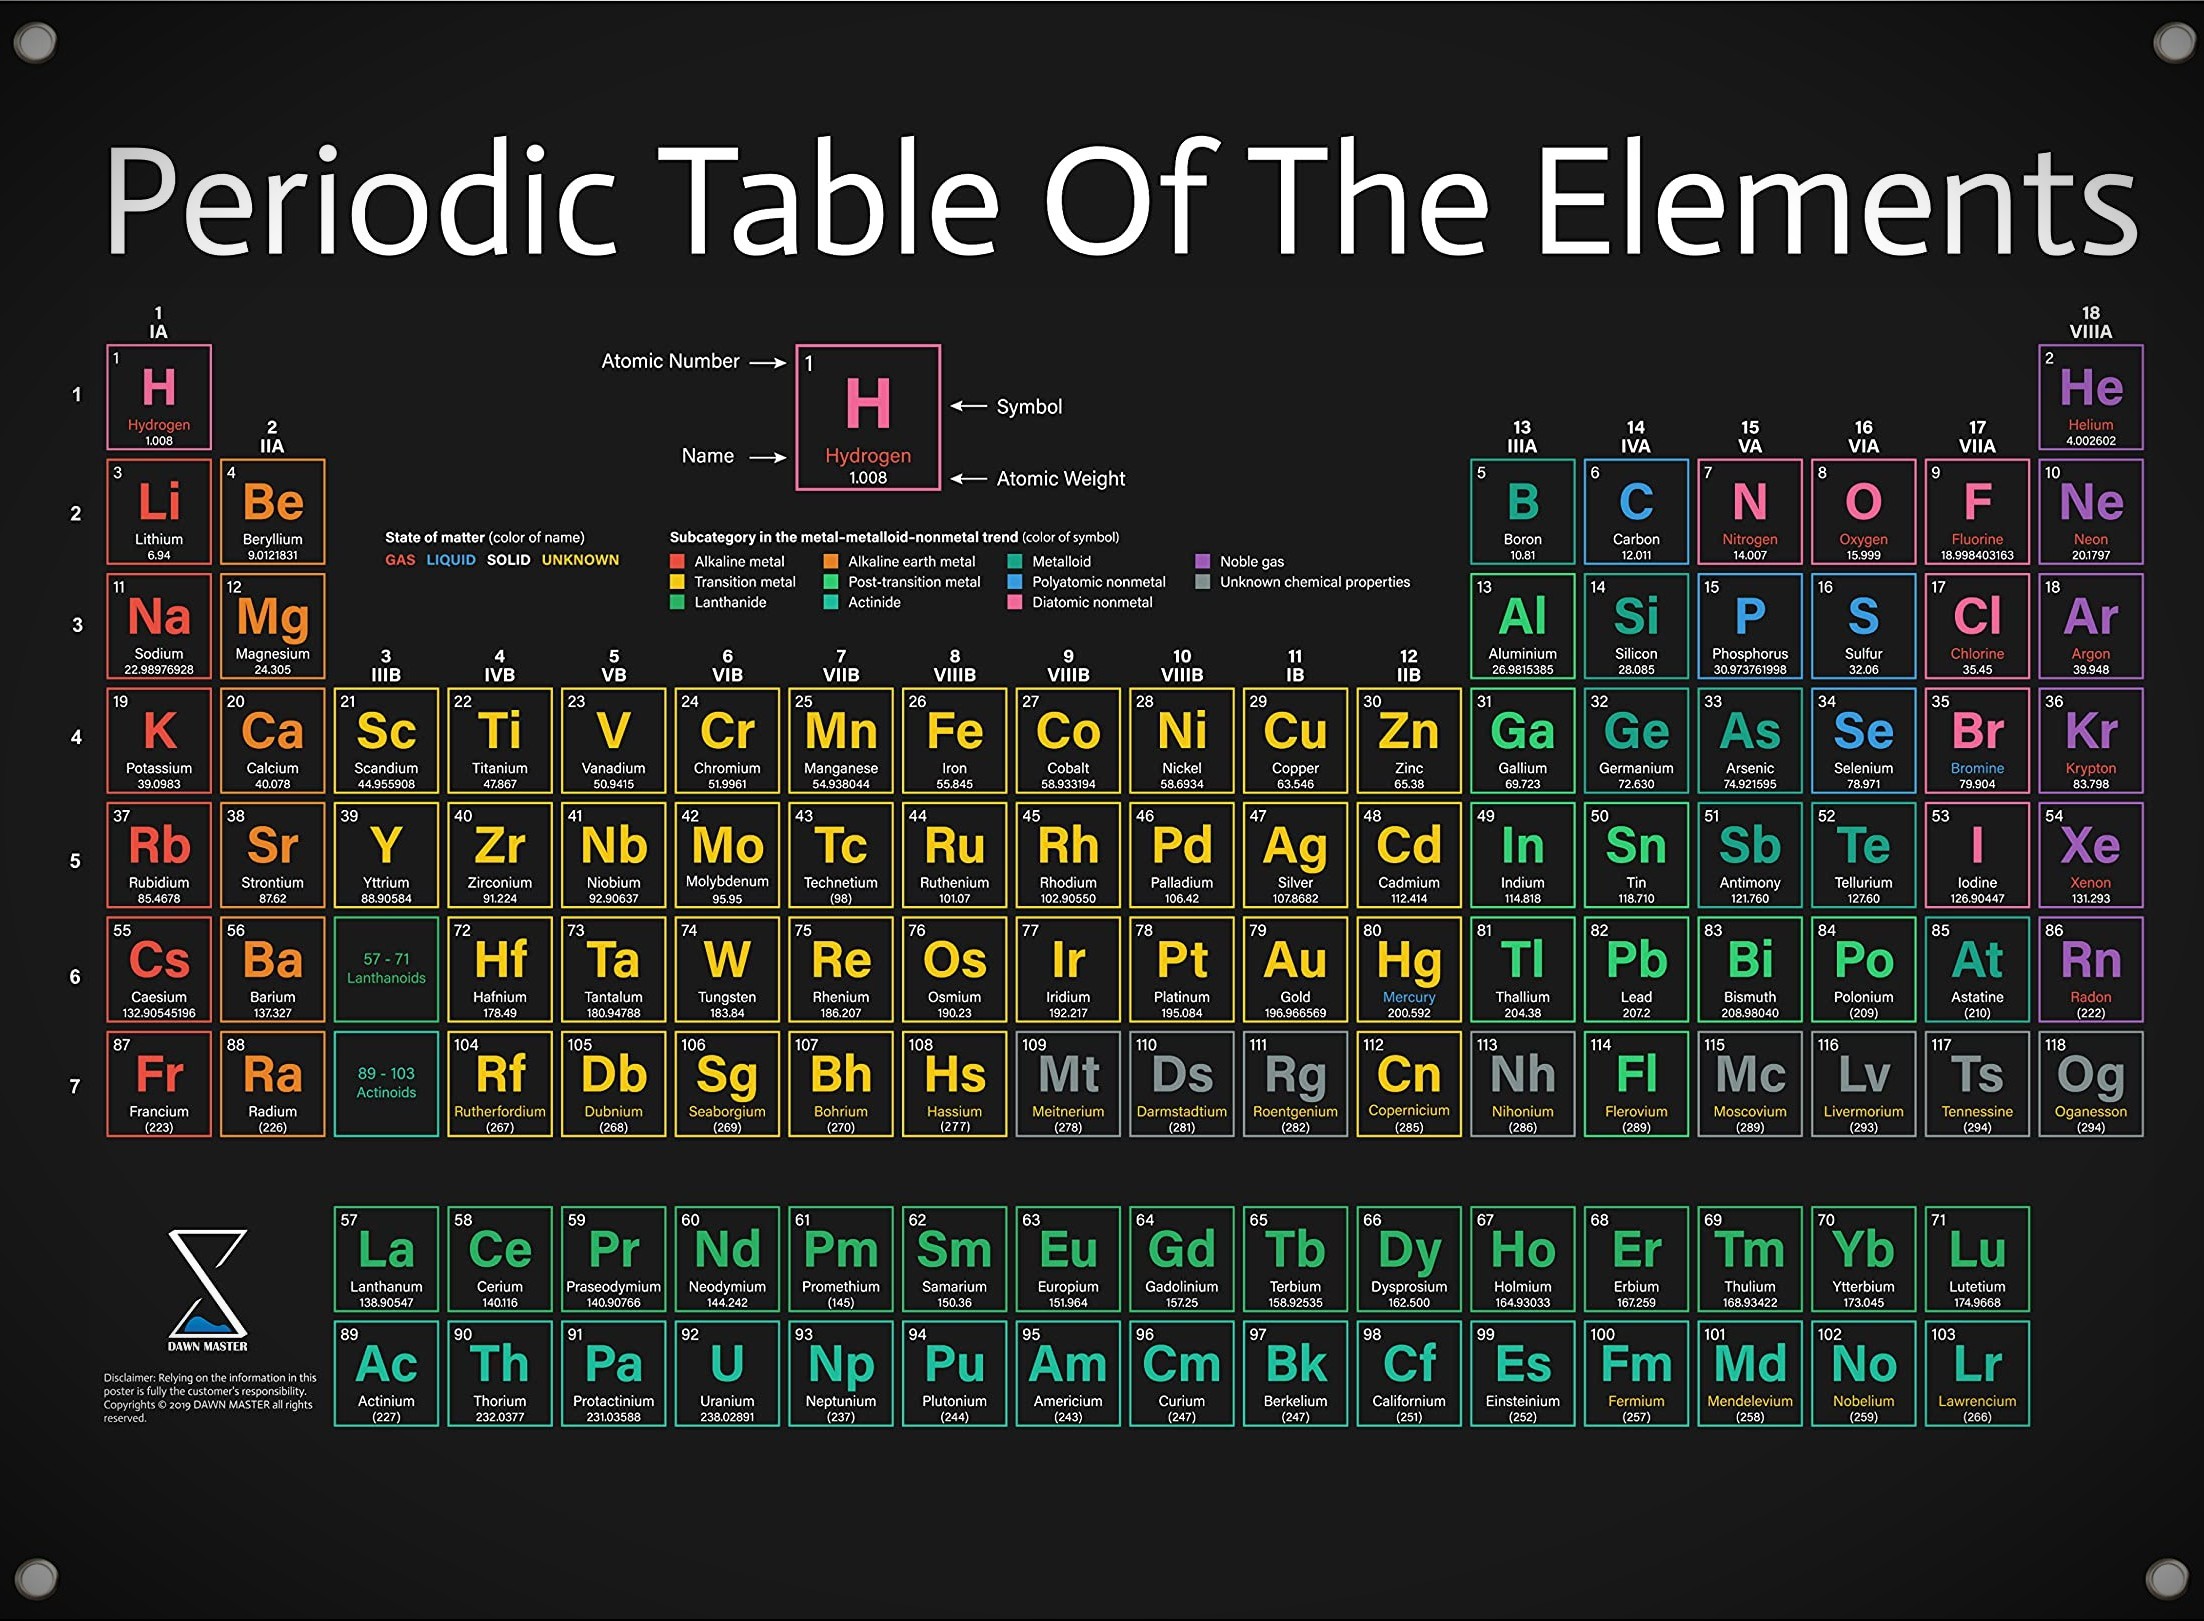 Periodic Table Of The Elements
1 18
IA VIIIA
1 2
H He
Hydrogen Helium
1.008 4.002602
Atomic Number → 1
H ← Symbol
Name → Hydrogen
1.008 ← Atomic Weight
1
2 13 14 15 16 17
IIA IIIA IVA VA VIA VIIA
3 4 5 6 7 8 9 10
Li Be B C N O F Ne
Lithium Beryllium Boron Carbon Nitrogen Oxygen Fluorine Neon
6.94 9.0121831 10.81 12.011 14.007 15.999 18.998403163 20.1797
2
State of matter (color of name)
GAS LIQUID SOLID UNKNOWN
Subcategory in the metal-metalloid-nonmetal trend (color of symbol)
Alkaline metal Alkaline earth metal Metalloid Noble gas
Transition metal Post-transition metal Polyatomic nonmetal Unknown chemical properties
Lanthanide Actinide Diatomic nonmetal
11 12 13 14 15 16 17 18
Na Mg Al Si P S Cl Ar
Sodium Magnesium Aluminium Silicon Phosphorus Sulfur Chlorine Argon
22.98976928 24.305 26.9815385 28.085 30.973761998 32.06 35.45 39.948
3
3 4 5 6 7 8 9 10 11 12
IIIB IVB VB VIB VIIB VIIIB VIIIB VIIIB IB IIB
19 20 21 22 23 24 25 26 27 28 29 30 31 32 33 34 35 36
4 K Ca Sc Ti V Cr Mn Fe Co Ni Cu Zn Ga Ge As Se Br Kr
Potassium Calcium Scandium Titanium Vanadium Chromium Manganese Iron Cobalt Nickel Copper Zinc Gallium Germanium Arsenic Selenium Bromine Krypton
39.0983 40.078 44.955908 47.867 50.9415 51.9961 54.938044 55.845 58.933194 58.6934 63.546 65.38 69.723 72.630 74.921595 78.971 79.904 83.798
37 38 39 40 41 42 43 44 45 46 47 48 49 50 51 52 53 54
5 Rb Sr Y Zr Nb Mo Tc Ru Rh Pd Ag Cd In Sn Sb Te I Xe
Rubidium Strontium Yttrium Zirconium Niobium Molybdenum Technetium Ruthenium Rhodium Palladium Silver Cadmium Indium Tin Antimony Tellurium Iodine Xenon
85.4678 87.62 88.90584 91.224 92.90637 95.95 (98) 101.07 102.90550 106.42 107.8682 112.414 114.818 118.710 121.760 127.60 126.90447 131.293
55 56 57 - 71 72 73 74 75 76 77 78 79 80 81 82 83 84 85 86
6 Cs Ba Lanthanoids Hf Ta W Re Os Ir Pt Au Hg Tl Pb Bi Po At Rn
Caesium Barium Hafnium Tantalum Tungsten Rhenium Osmium Iridium Platinum Gold Mercury Thallium Lead Bismuth Polonium Astatine Radon
132.90545196 137.327 178.49 180.94788 183.84 186.207 190.23 192.217 195.084 196.966569 200.592 204.38 207.2 208.98040 (209) (210) (222)
87 88 89 - 103 104 105 106 107 108 109 110 111 112 113 114 115 116 117 118
7 Fr Ra Actinoids Rf Db Sg Bh Hs Mt Ds Rg Cn Nh Fl Mc Lv Ts Og
Francium Radium Rutherfordium Dubnium Seaborgium Bohrium Hassium Meitnerium Darmstadtium Roentgenium Copernicium Nihonium Flerovium Moscovium Livermorium Tennessine Oganesson
(223) (226) (267) (268) (269) (270) (277) (278) (281) (282) (285) (286) (289) (289) (293) (294) (294)
57 58 59 60 61 62 63 64 65 66 67 68 69 70 71
La Ce Pr Nd Pm Sm Eu Gd Tb Dy Ho Er Tm Yb Lu
Lanthanum Cerium Praseodymium Neodymium Promethium Samarium Europium Gadolinium Terbium Dysprosium Holmium Erbium Thulium Ytterbium Lutetium
138.90547 140.116 140.90766 144.242 (145) 150.36 151.964 157.25 158.92535 162.500 164.93033 167.259 168.93422 173.045 174.9668
89 90 91 92 93 94 95 96 97 98 99 100 101 102 103
Ac Th Pa U Np Pu Am Cm Bk Cf Es Fm Md No Lr
Actinium Thorium Protactinium Uranium Neptunium Plutonium Americium Curium Berkelium Californium Einsteinium Fermium Mendelevium Nobelium Lawrencium
(227) 232.0377 231.03588 238.02891 (237) (244) (243) (247) (247) (251) (252) (257) (258) (259) (266)
DAWN MASTER
Disclaimer: Relying on the information in this
poster is fully the customer's responsibility.
Copyrights © 2019 DAWN MASTER all rights
reserved.